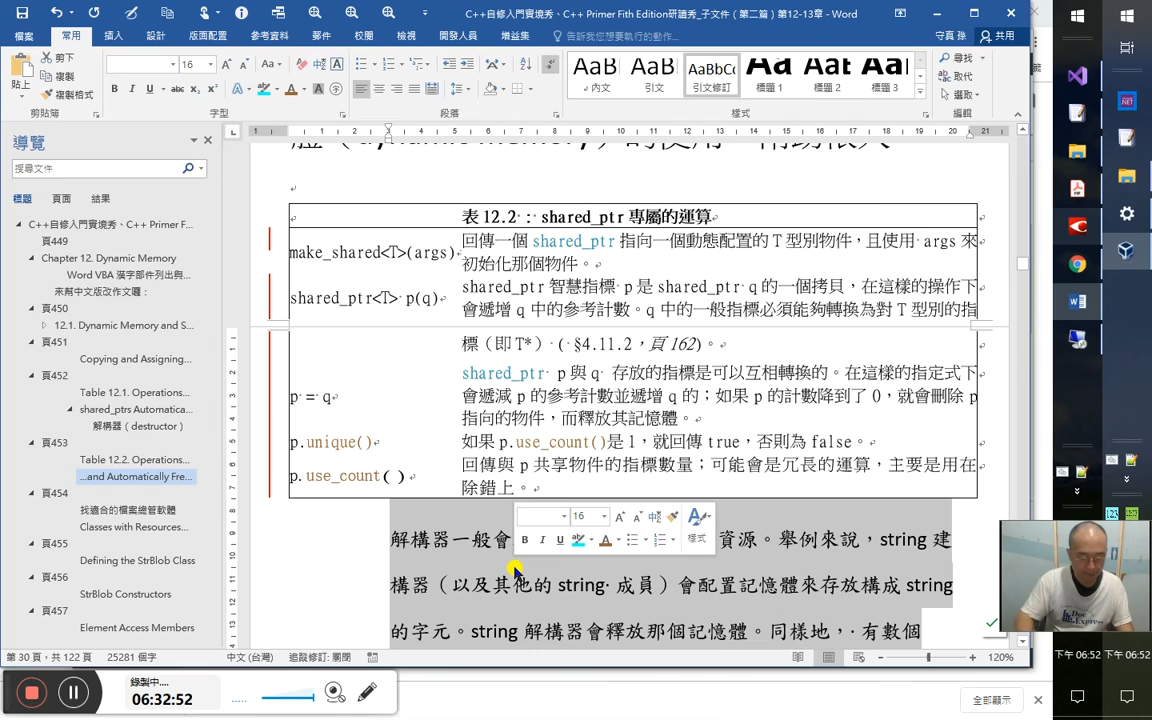 C++自修入門實境秀、C++ Primer Fith Edition研讀秀_子文件（第二篇）第12-13章 - Word
檔案 常用 插入 設計 版面配置 參考資料 郵件 校閱 檢視 開發人員 增益集 告訴我您想要執行的動作... 守真 孫 共用
剪下
複製
複製格式
貼上
16
AaB 內文
AaB 引文
AaBbCc 引文修訂
Aa 標題 1
AaB 標題 2
AaB 標題 3
尋找
取代
選取
剪貼簿 字型 段落 樣式 編輯
導覽
搜尋文件
標題 頁面 結果
C++自修入門實境秀、C++ Primer F...
頁449
Chapter 12. Dynamic Memory
Word VBA 漢字部件列出與...
來幫中文版改作文囉：
頁450
12.1. Dynamic Memory and S...
頁451
Copying and Assigning...
頁452
Table 12.1. Operations...
shared_ptrs Automatica...
解構器（destructor）
頁453
Table 12.2. Operations...
...and Automatically Fre...
頁454
找適合的檔案總管軟體
Classes with Resources...
頁455
Defining the StrBlob Class
頁456
StrBlob Constructors
頁457
Element Access Members
表 12.2：shared_ptr 專屬的運算
make_shared<T>(args) 回傳一個 shared_ptr 指向一個動態配置的 T 型別物件，且使用 args 來
初始化那個物件。
shared_ptr<T> p(q) shared_ptr 智慧指標 p 是 shared_ptr q 的一個拷貝，在這樣的操作下
會遞增 q 中的參考計數。q 中的一般指標必須能夠轉換為對 T 型別的指
標（即 T*）（ §4.11.2，頁 162）。
p = q shared_ptr p 與 q 存放的指標是可以互相轉換的。在這樣的指定式下
會遞減 p 的參考計數並遞增 q 的；如果 p 的計數降到了 0，就會刪除 p
指向的物件，而釋放其記憶體。
p.unique() 如果 p.use_count()是 1，就回傳 true，否則為 false。
p.use_count( ) 回傳與 p 共享物件的指標數量；可能會是冗長的運算，主要是用在
除錯上。
16
樣式
解構器一般會 資源。舉例來說，string 建
構器（以及其他的 string 成員）會配置記憶體來存放構成 string
的字元。string 解構器會釋放那個記憶體。同樣地，有數個
第 30 頁，共 122 頁 25281 個字 中文 (台灣) 追蹤修訂: 關閉 120%
錄製中....
06:32:52
全部顯示
下午 06:52 下午 06:52